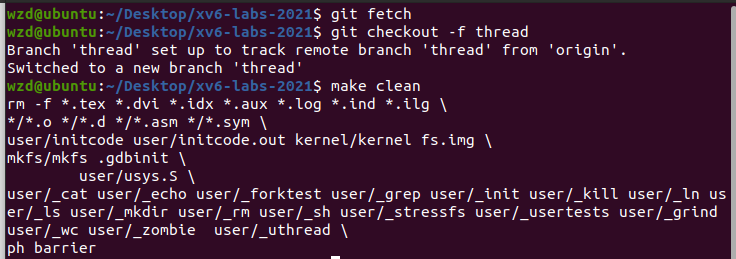 wzd@ubuntu:~/Desktop/xv6-labs-2021$ git fetch
wzd@ubuntu:~/Desktop/xv6-labs-2021$ git checkout -f thread
Branch 'thread' set up to track remote branch 'thread' from 'origin'.
Switched to a new branch 'thread'
wzd@ubuntu:~/Desktop/xv6-labs-2021$ make clean
rm -f *.tex *.dvi *.idx *.aux *.log *.ind *.ilg \
*/*.o */*.d */*.asm */*.sym \
user/initcode user/initcode.out kernel/kernel fs.img \
mkfs/mkfs .gdbinit \
        user/usys.S \
user/_cat user/_echo user/_forktest user/_grep user/_init user/_kill user/_ln us
er/_ls user/_mkdir user/_rm user/_sh user/_stressfs user/_usertests user/_grind
user/_wc user/_zombie  user/_uthread \
ph barrier